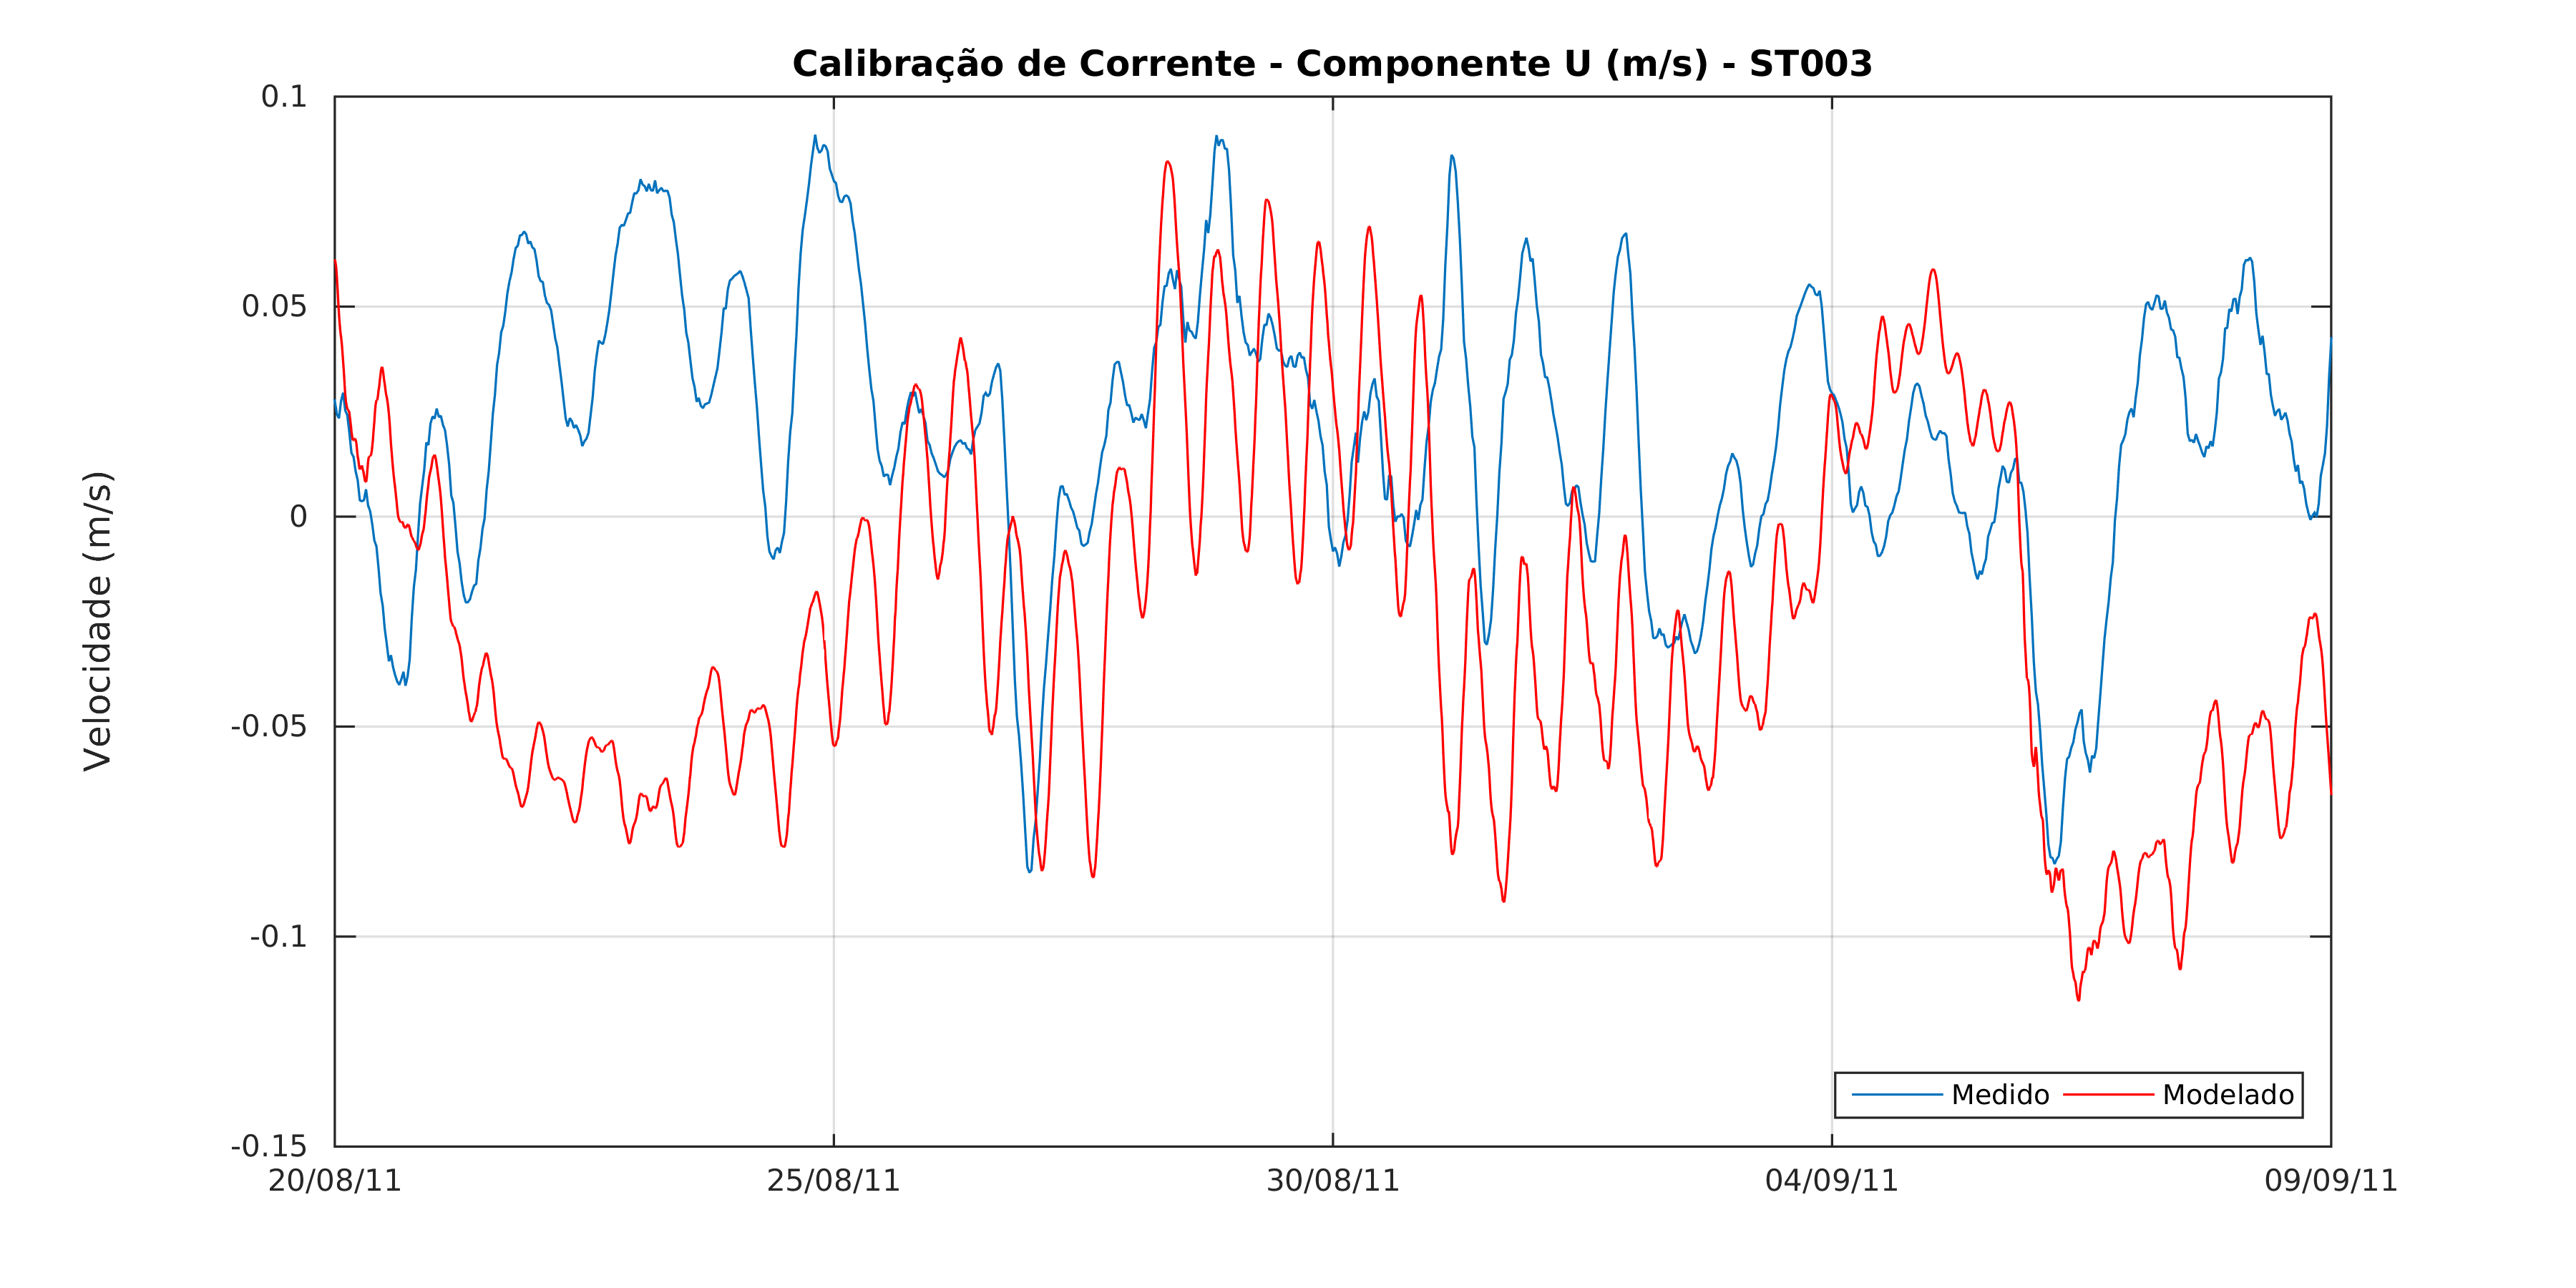 Calibração de Corrente - Componente U (m/s) - ST003
Velocidade (m/s)
0.1
0.05
0
-0.05
-0.1
-0.15
20/08/11
25/08/11
30/08/11
04/09/11
09/09/11
Medido
Modelado